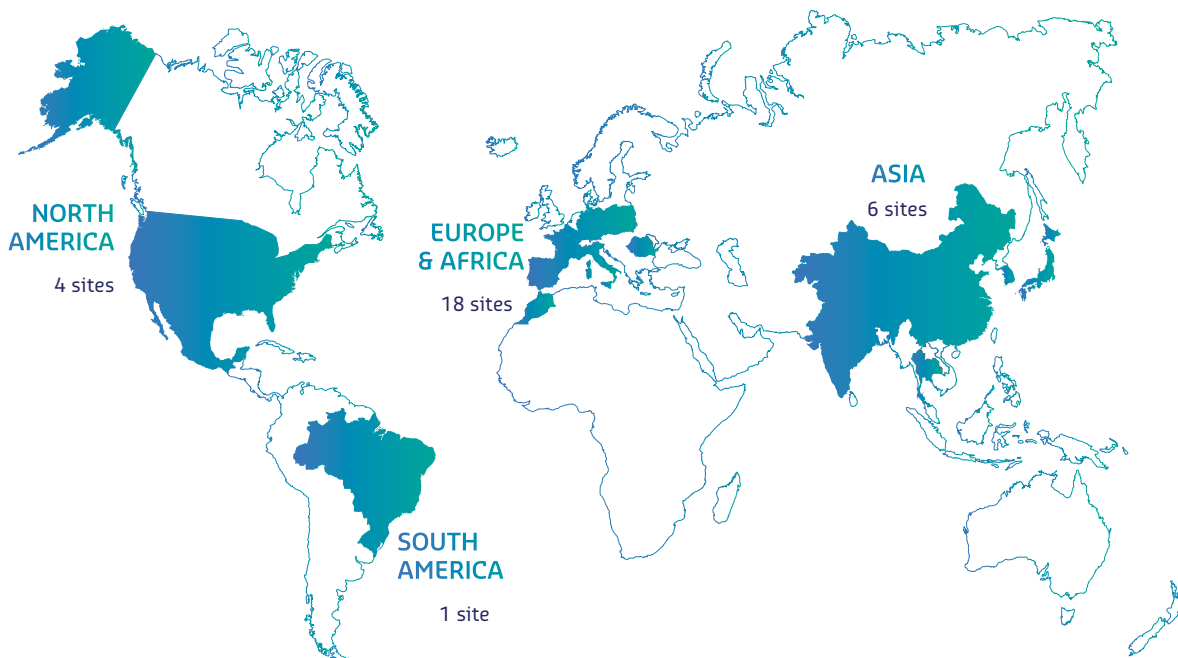 NORTH
AMERICA
4 sites
EUROPE
& AFRICA
18 sites
ASIA
6 sites
SOUTH
AMERICA
1 site